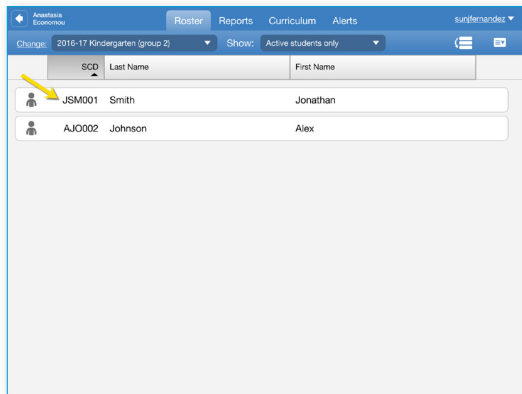 Anastasia
Economou
Roster Reports Curriculum Alerts sunjfernandez
Change: 2016-17 Kindergarten (group 2) Show: Active students only
SCD Last Name First Name
JSM001 Smith Jonathan
AJO002 Johnson Alex